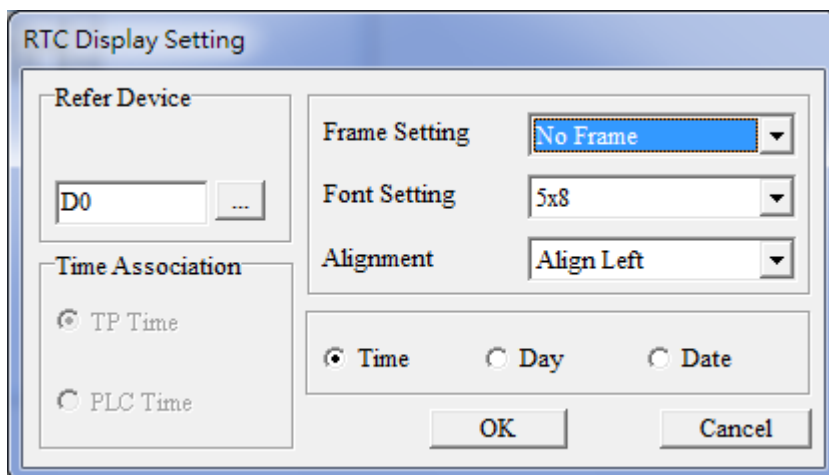 RTC Display Setting
Refer Device
D0
...
Time Association
TP Time
PLC Time
Frame Setting
No Frame
Font Setting
5x8
Alignment
Align Left
Time
Day
Date
OK
Cancel